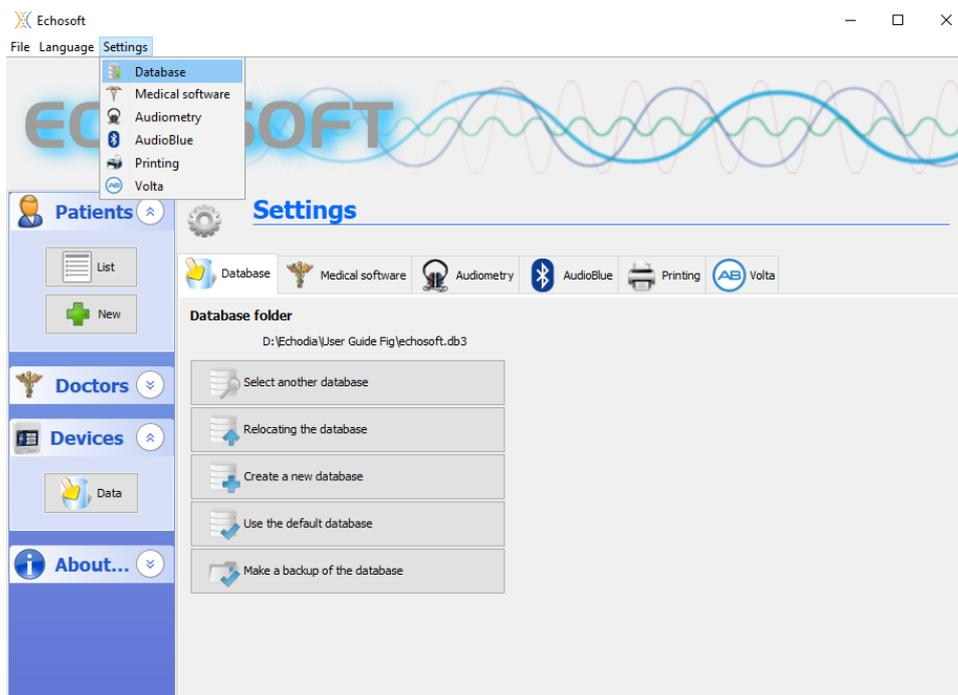 Echosoft
File Language Settings
Database
Medical software
Audiometry
AudioBlue
Printing
AB Volta
Patients
List
New
Doctors
Devices
Data
About...
Settings
Database Medical software Audiometry AudioBlue Printing AB Volta
Database folder
D:\Echodia\User Guide Fig\echosoft.db3
Select another database
Relocating the database
Create a new database
Use the default database
Make a backup of the database